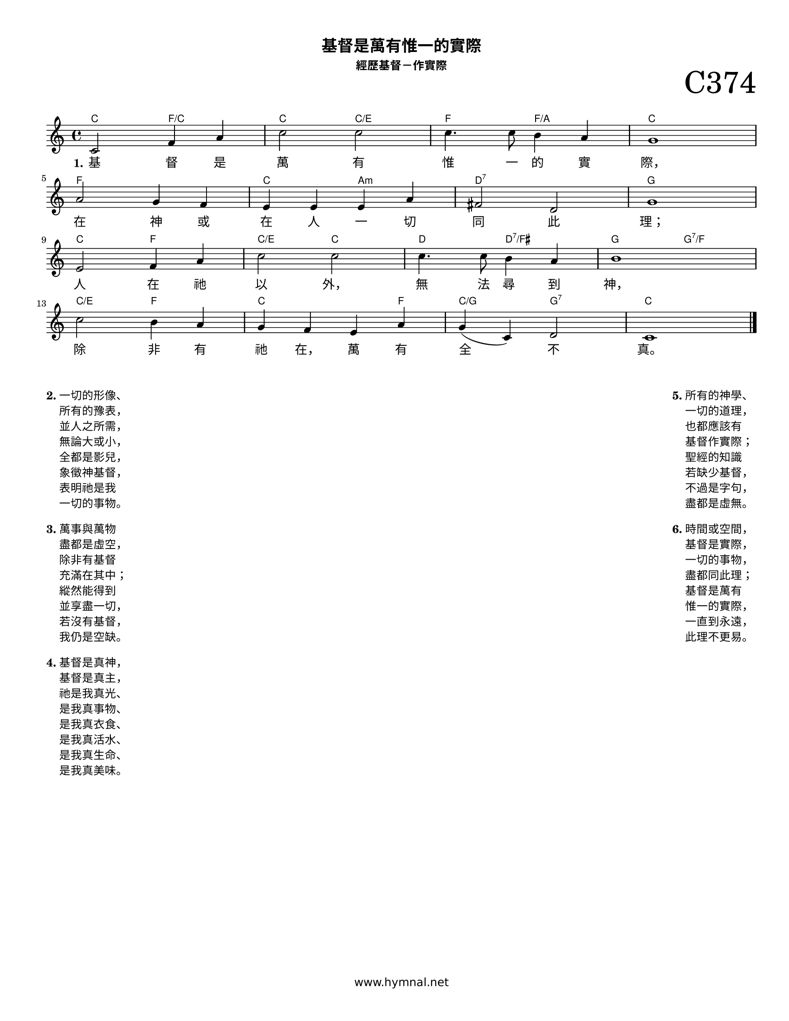 基督是萬有惟一的實際
經歷基督－作實際
C374
C F/C C C/E F F/A C
1. 基 督 是 萬 有 惟 一 的 實 際，
5
F C Am D7 G
在 神 或 在 人 一 切 同 此 理；
9
C F C/E C D D7/F♯ G G7/F
人 在 祂 以 外， 無 法 尋 到 神，
13
C/E F C F C/G G7 C
除 非 有 祂 在， 萬 有 全 不 真。
2. 一切的形像、
所有的豫表，
並人之所需，
無論大或小，
全都是影兒，
象徵神基督，
表明祂是我
一切的事物。
3. 萬事與萬物
盡都是虛空，
除非有基督
充滿在其中；
縱然能得到
並享盡一切，
若沒有基督，
我仍是空缺。
4. 基督是真神，
基督是真主，
祂是我真光、
是我真事物、
是我真衣食、
是我真活水、
是我真生命、
是我真美味。
5. 所有的神學、
一切的道理，
也都應該有
基督作實際；
聖經的知識
若缺少基督，
不過是字句，
盡都是虛無。
6. 時間或空間，
基督是實際，
一切的事物，
盡都同此理；
基督是萬有
惟一的實際，
一直到永遠，
此理不更易。
www.hymnal.net